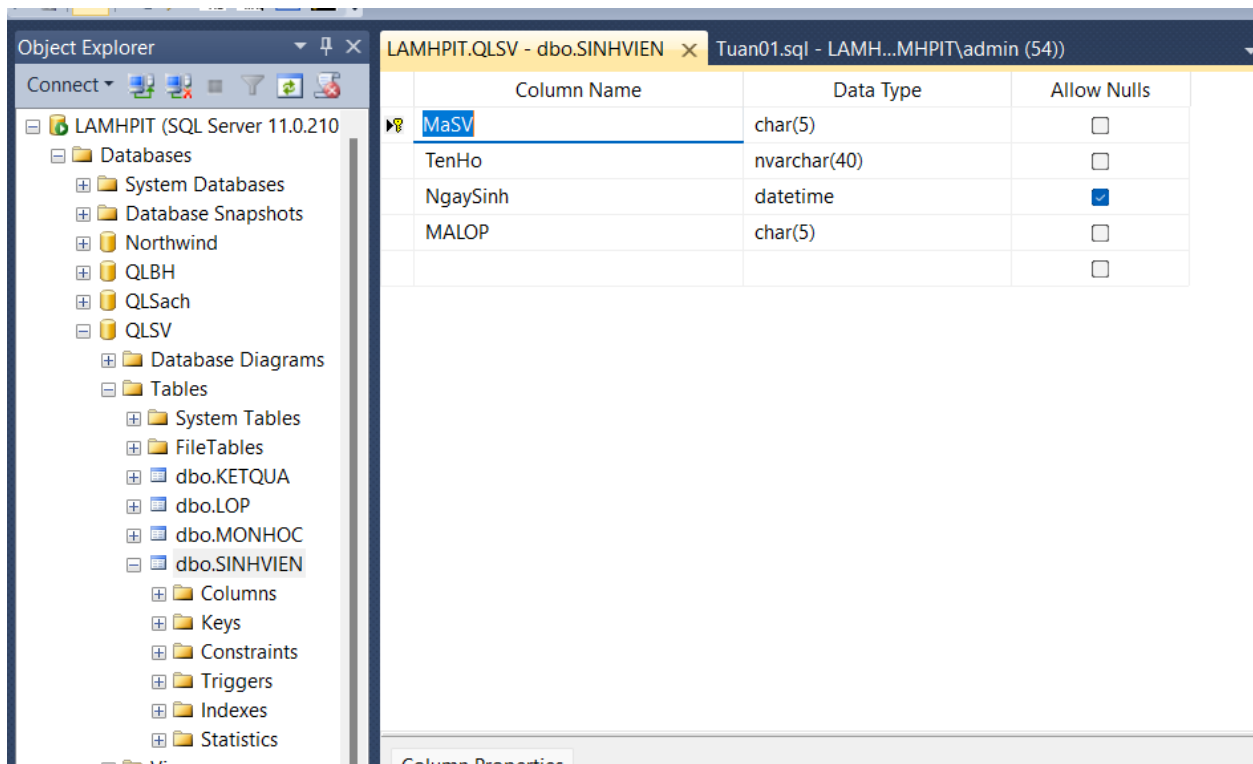 Object Explorer
LAMHPIT.QLSV - dbo.SINHVIEN
Tuan01.sql - LAMH...MHPIT\admin (54))
Connect
LAMHPIT (SQL Server 11.0.210
Databases
System Databases
Database Snapshots
Northwind
QLBH
QLSach
QLSV
Database Diagrams
Tables
System Tables
FileTables
dbo.KETQUA
dbo.LOP
dbo.MONHOC
dbo.SINHVIEN
Columns
Keys
Constraints
Triggers
Indexes
Statistics
Column Name Data Type Allow Nulls
MaSV char(5)
TenHo nvarchar(40)
NgaySinh datetime
MALOP char(5)
Column Properties